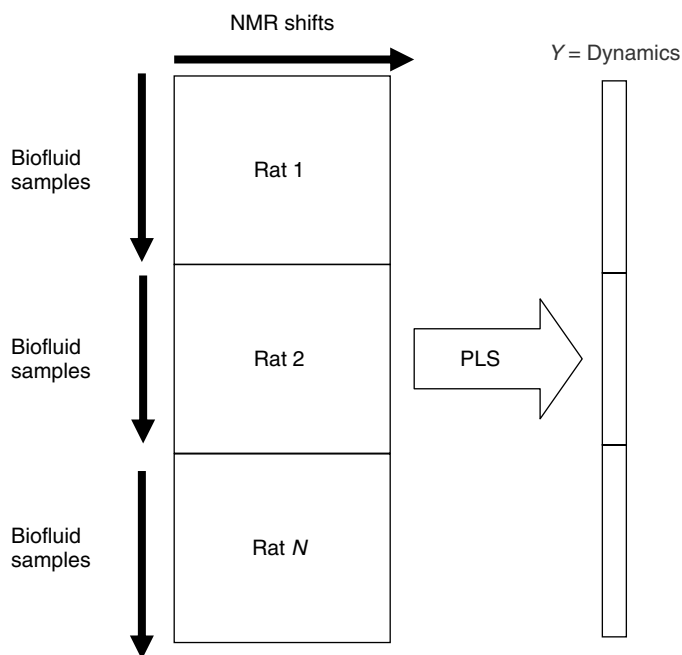 NMR shifts
Y = Dynamics
Biofluid
samples
Rat 1
Biofluid
samples
Rat 2
PLS
Biofluid
samples
Rat N